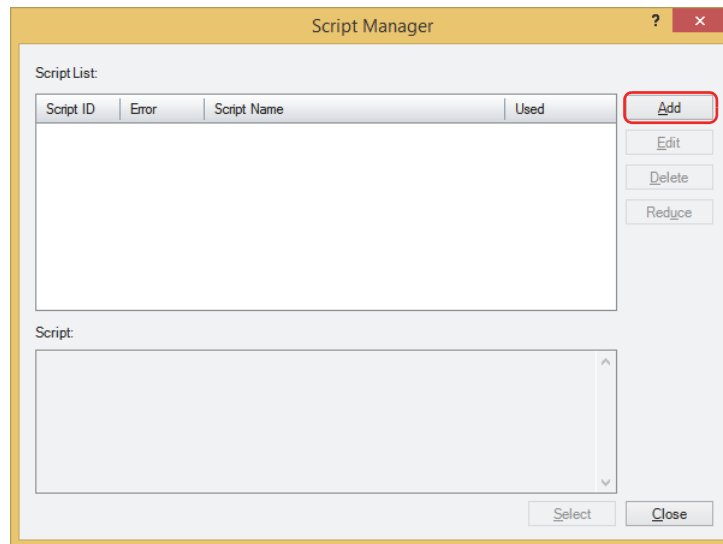 Script Manager
?
Script List:
Script ID Error Script Name Used
Add
Edit
Delete
Reduce
Script:
Select Close